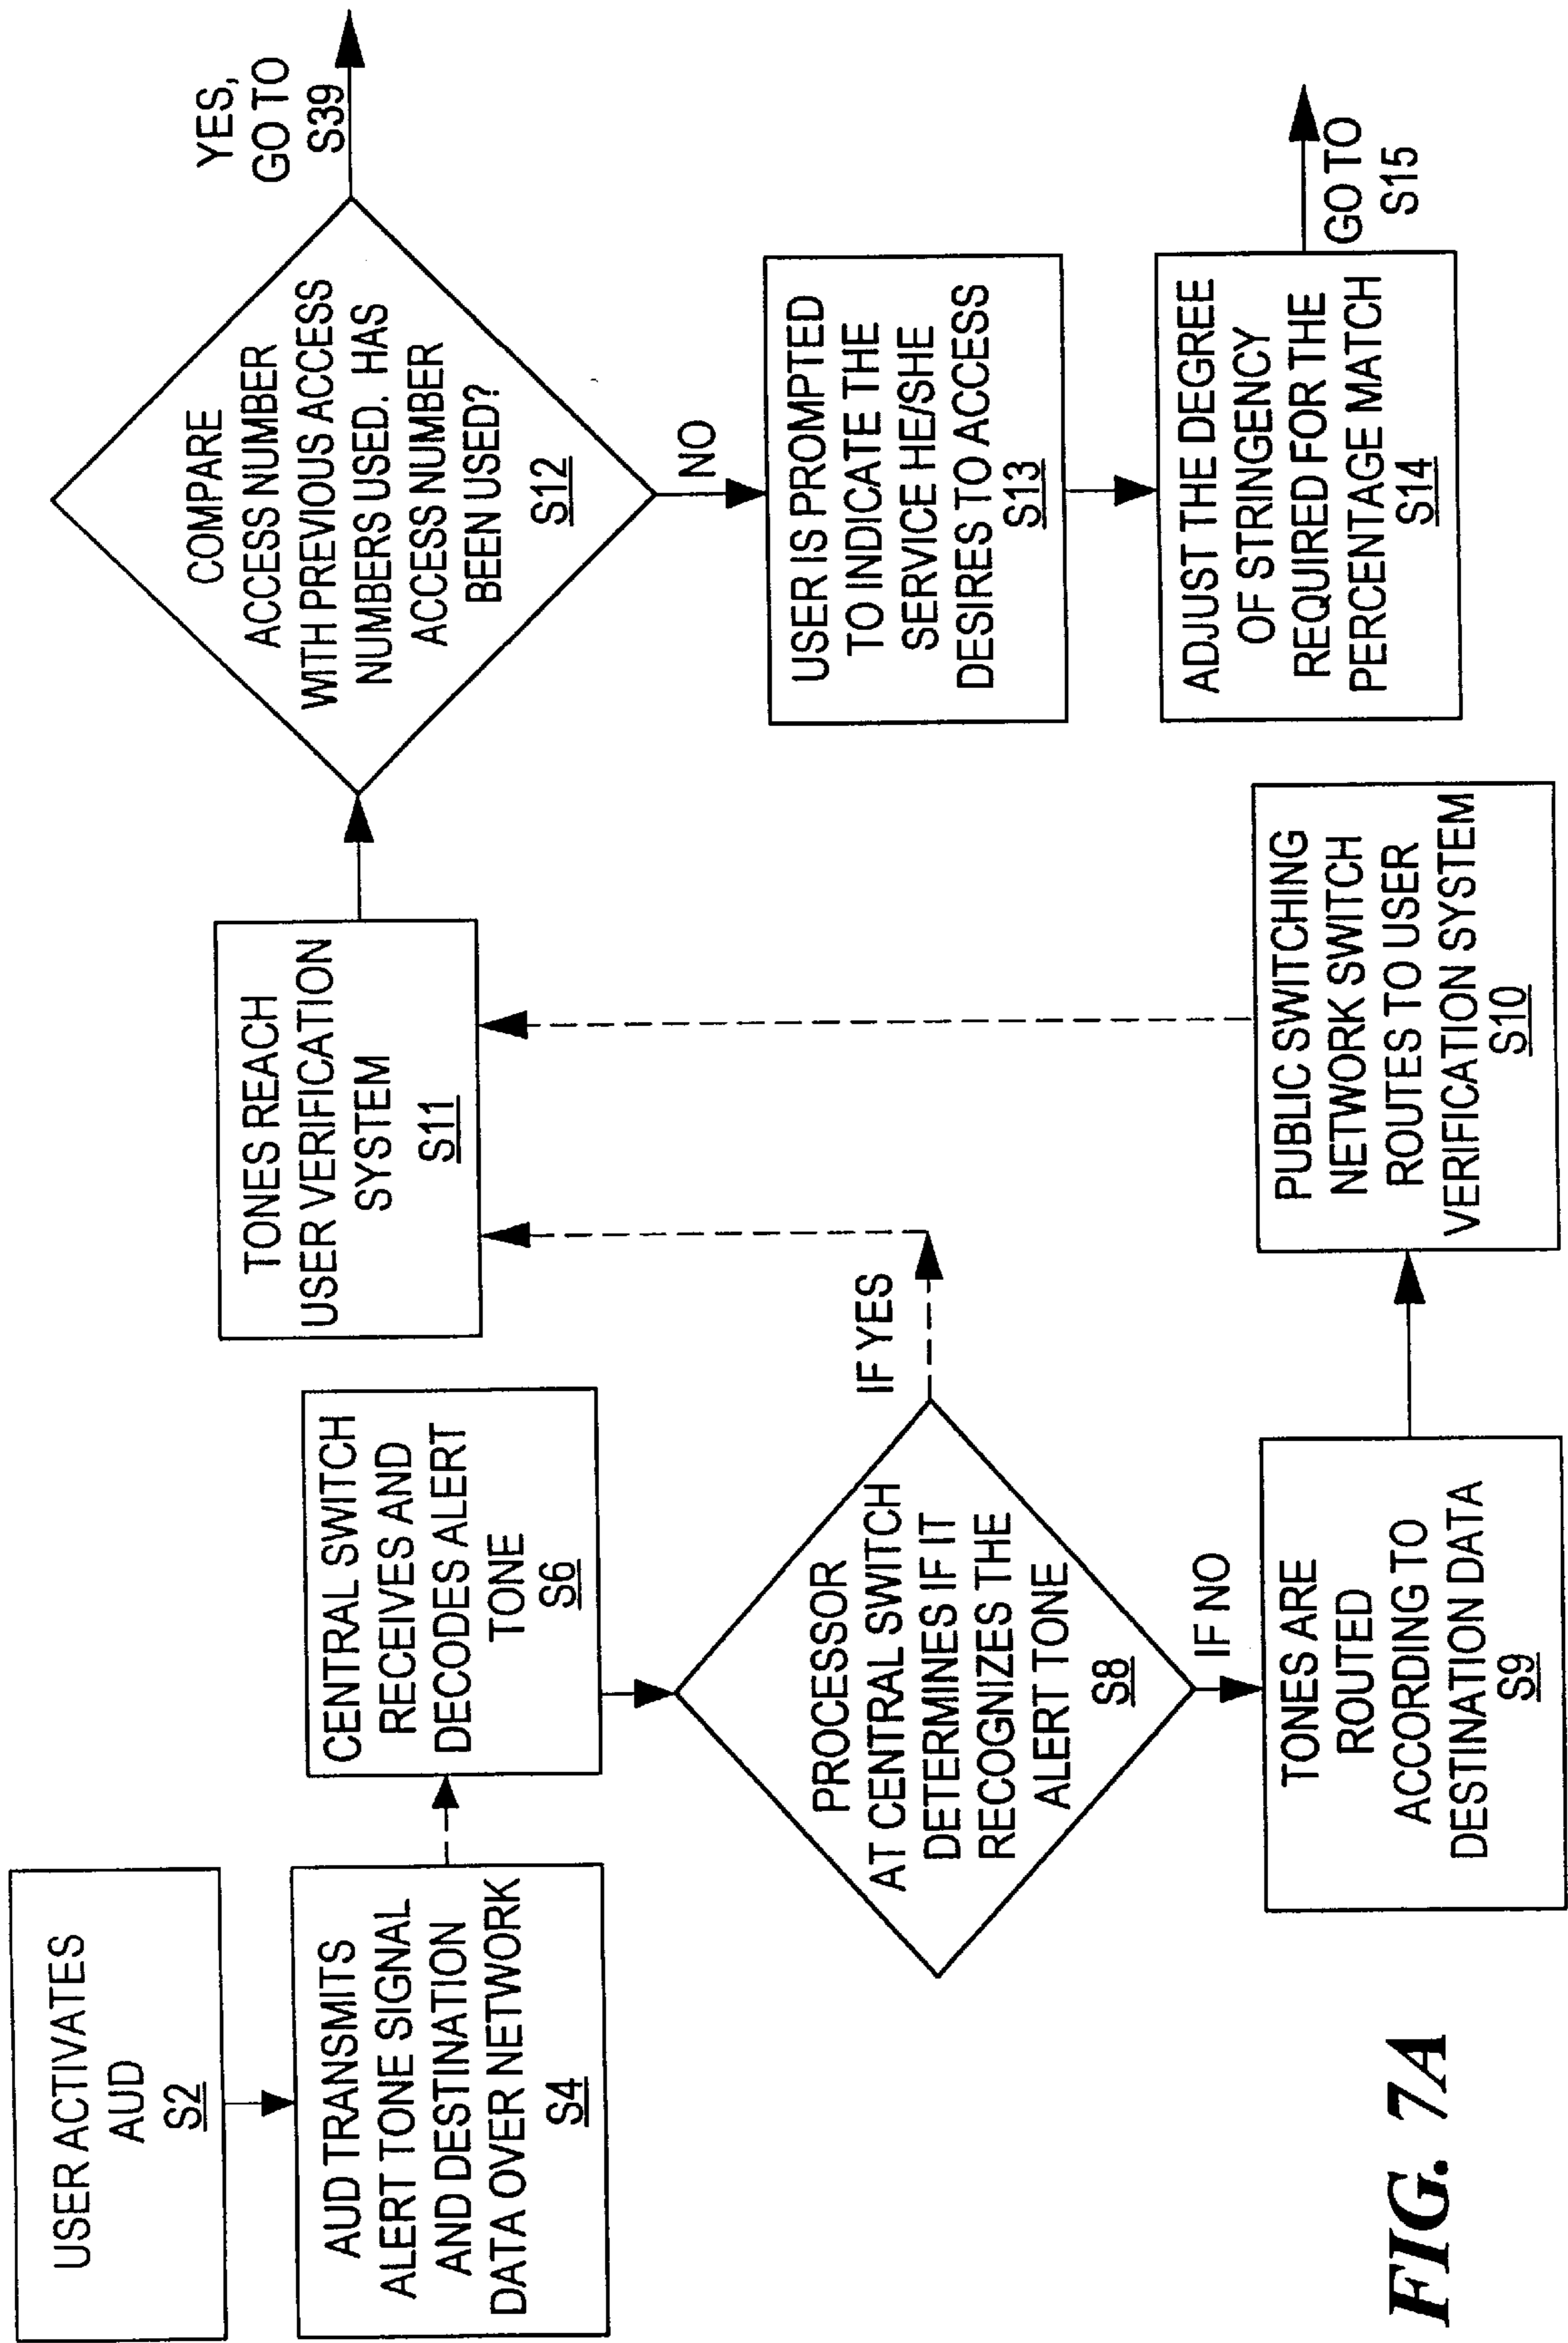 USER ACTIVATES
AUD
S2
AUD TRANSMITS
ALERT TONE SIGNAL
AND DESTINATION
DATA OVER NETWORK
S4
CENTRAL SWITCH
RECEIVES AND
DECODES ALERT
TONE
S6
PROCESSOR
AT CENTRAL SWITCH
DETERMINES IF IT
RECOGNIZES THE
ALERT TONE
S8
IF YES
IF NO
TONES ARE
ROUTED
ACCORDING TO
DESTINATION DATA
S9
PUBLIC SWITCHING
NETWORK SWITCH
ROUTES TO USER
VERIFICATION SYSTEM
S10
TONES REACH
USER VERIFICATION
SYSTEM
S11
COMPARE
ACCESS NUMBER
WITH PREVIOUS ACCESS
NUMBERS USED. HAS
ACCESS NUMBER
BEEN USED?
S12
YES,
GO TO
S39
NO
USER IS PROMPTED
TO INDICATE THE
SERVICE HE/SHE
DESIRES TO ACCESS
S13
ADJUST THE DEGREE
OF STRINGENCY
REQUIRED FOR THE
PERCENTAGE MATCH
S14
GO TO
S15
FIG. 7A